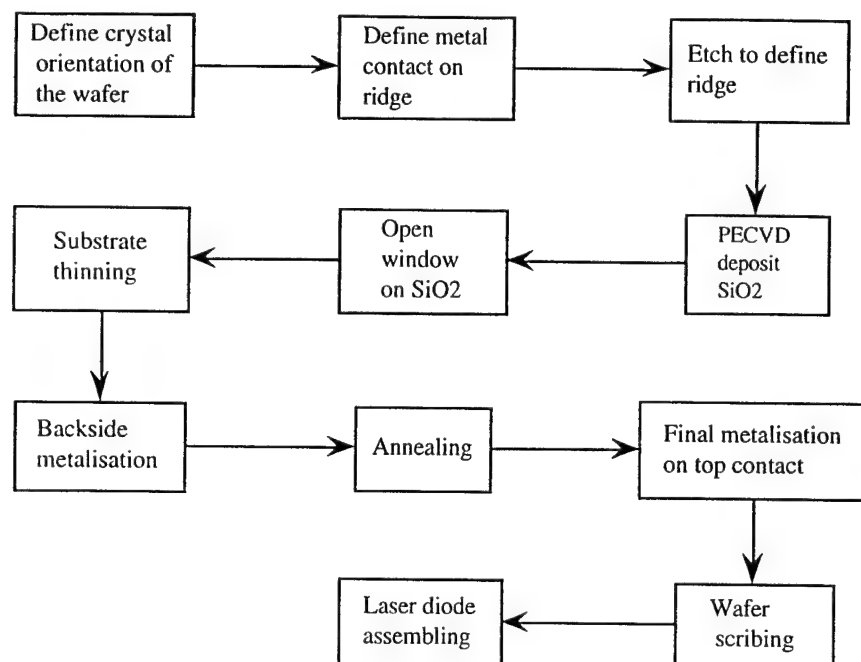 Define crystal
orientation of
the wafer
Define metal
contact on
ridge
Etch to define
ridge
PECVD
deposit
SiO2
Open
window
on SiO2
Substrate
thinning
Backside
metalisation
Annealing
Final metalisation
on top contact
Wafer
scribing
Laser diode
assembling